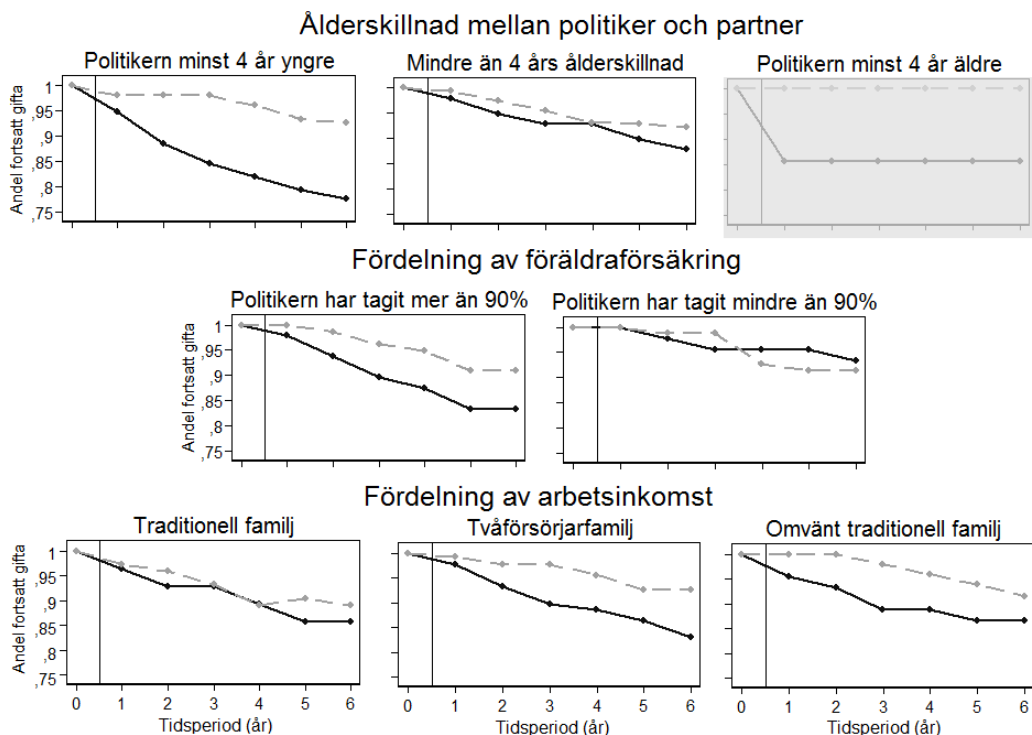 Ålderskillnad mellan politiker och partner
Politikern minst 4 år yngre
Mindre än 4 års ålderskillnad
Politikern minst 4 år äldre
Andel fortsatt gifta
1
,95
,9
,85
,8
,75
Fördelning av föräldraförsäkring
Politikern har tagit mer än 90%
Politikern har tagit mindre än 90%
Andel fortsatt gifta
1
,95
,9
,85
,8
,75
Fördelning av arbetsinkomst
Traditionell familj
Tvåförsörjarfamilj
Omvänt traditionell familj
Andel fortsatt gifta
1
,95
,9
,85
,8
,75
0 1 2 3 4 5 6
0 1 2 3 4 5 6
0 1 2 3 4 5 6
Tidsperiod (år)
Tidsperiod (år)
Tidsperiod (år)